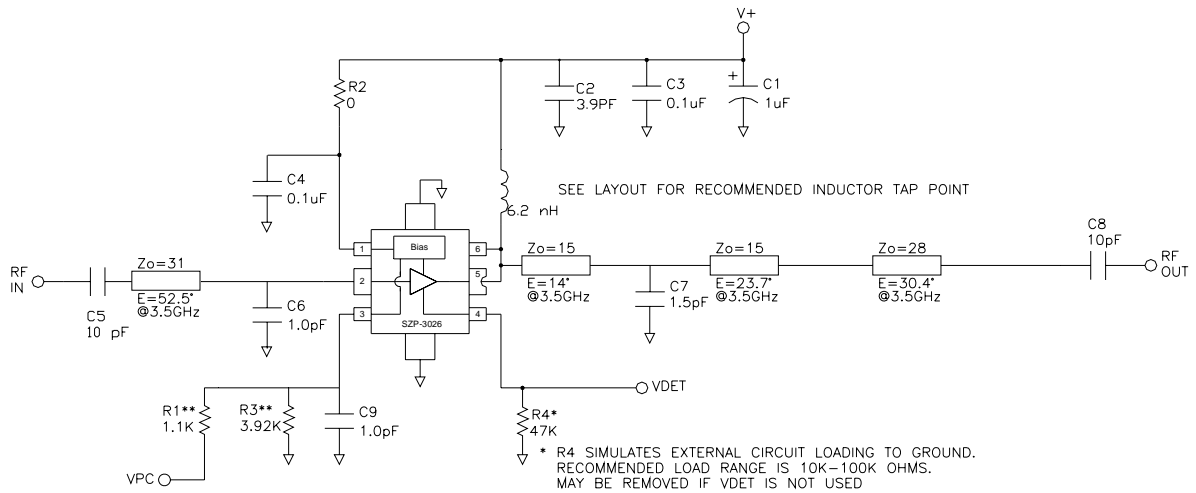 V+
R2
0
C2
3.9PF
C3
0.1uF
+
C1
1uF
C4
0.1uF
SEE LAYOUT FOR RECOMMENDED INDUCTOR TAP POINT
6.2 nH
Bias
1
6
2
5
3
4
SZP-3026
RF
IN
C5
10 pF
Zo=31
E=52.5°
@3.5GHz
C6
1.0pF
Zo=15
E=14°
@3.5GHz
C7
1.5pF
Zo=15
E=23.7°
@3.5GHz
Zo=28
E=30.4°
@3.5GHz
C8
10pF
RF
OUT
R1**
1.1K
R3**
3.92K
C9
1.0pF
VPC
VDET
R4*
47K
* R4 SIMULATES EXTERNAL CIRCUIT LOADING TO GROUND.
RECOMMENDED LOAD RANGE IS 10K-100K OHMS.
MAY BE REMOVED IF VDET IS NOT USED